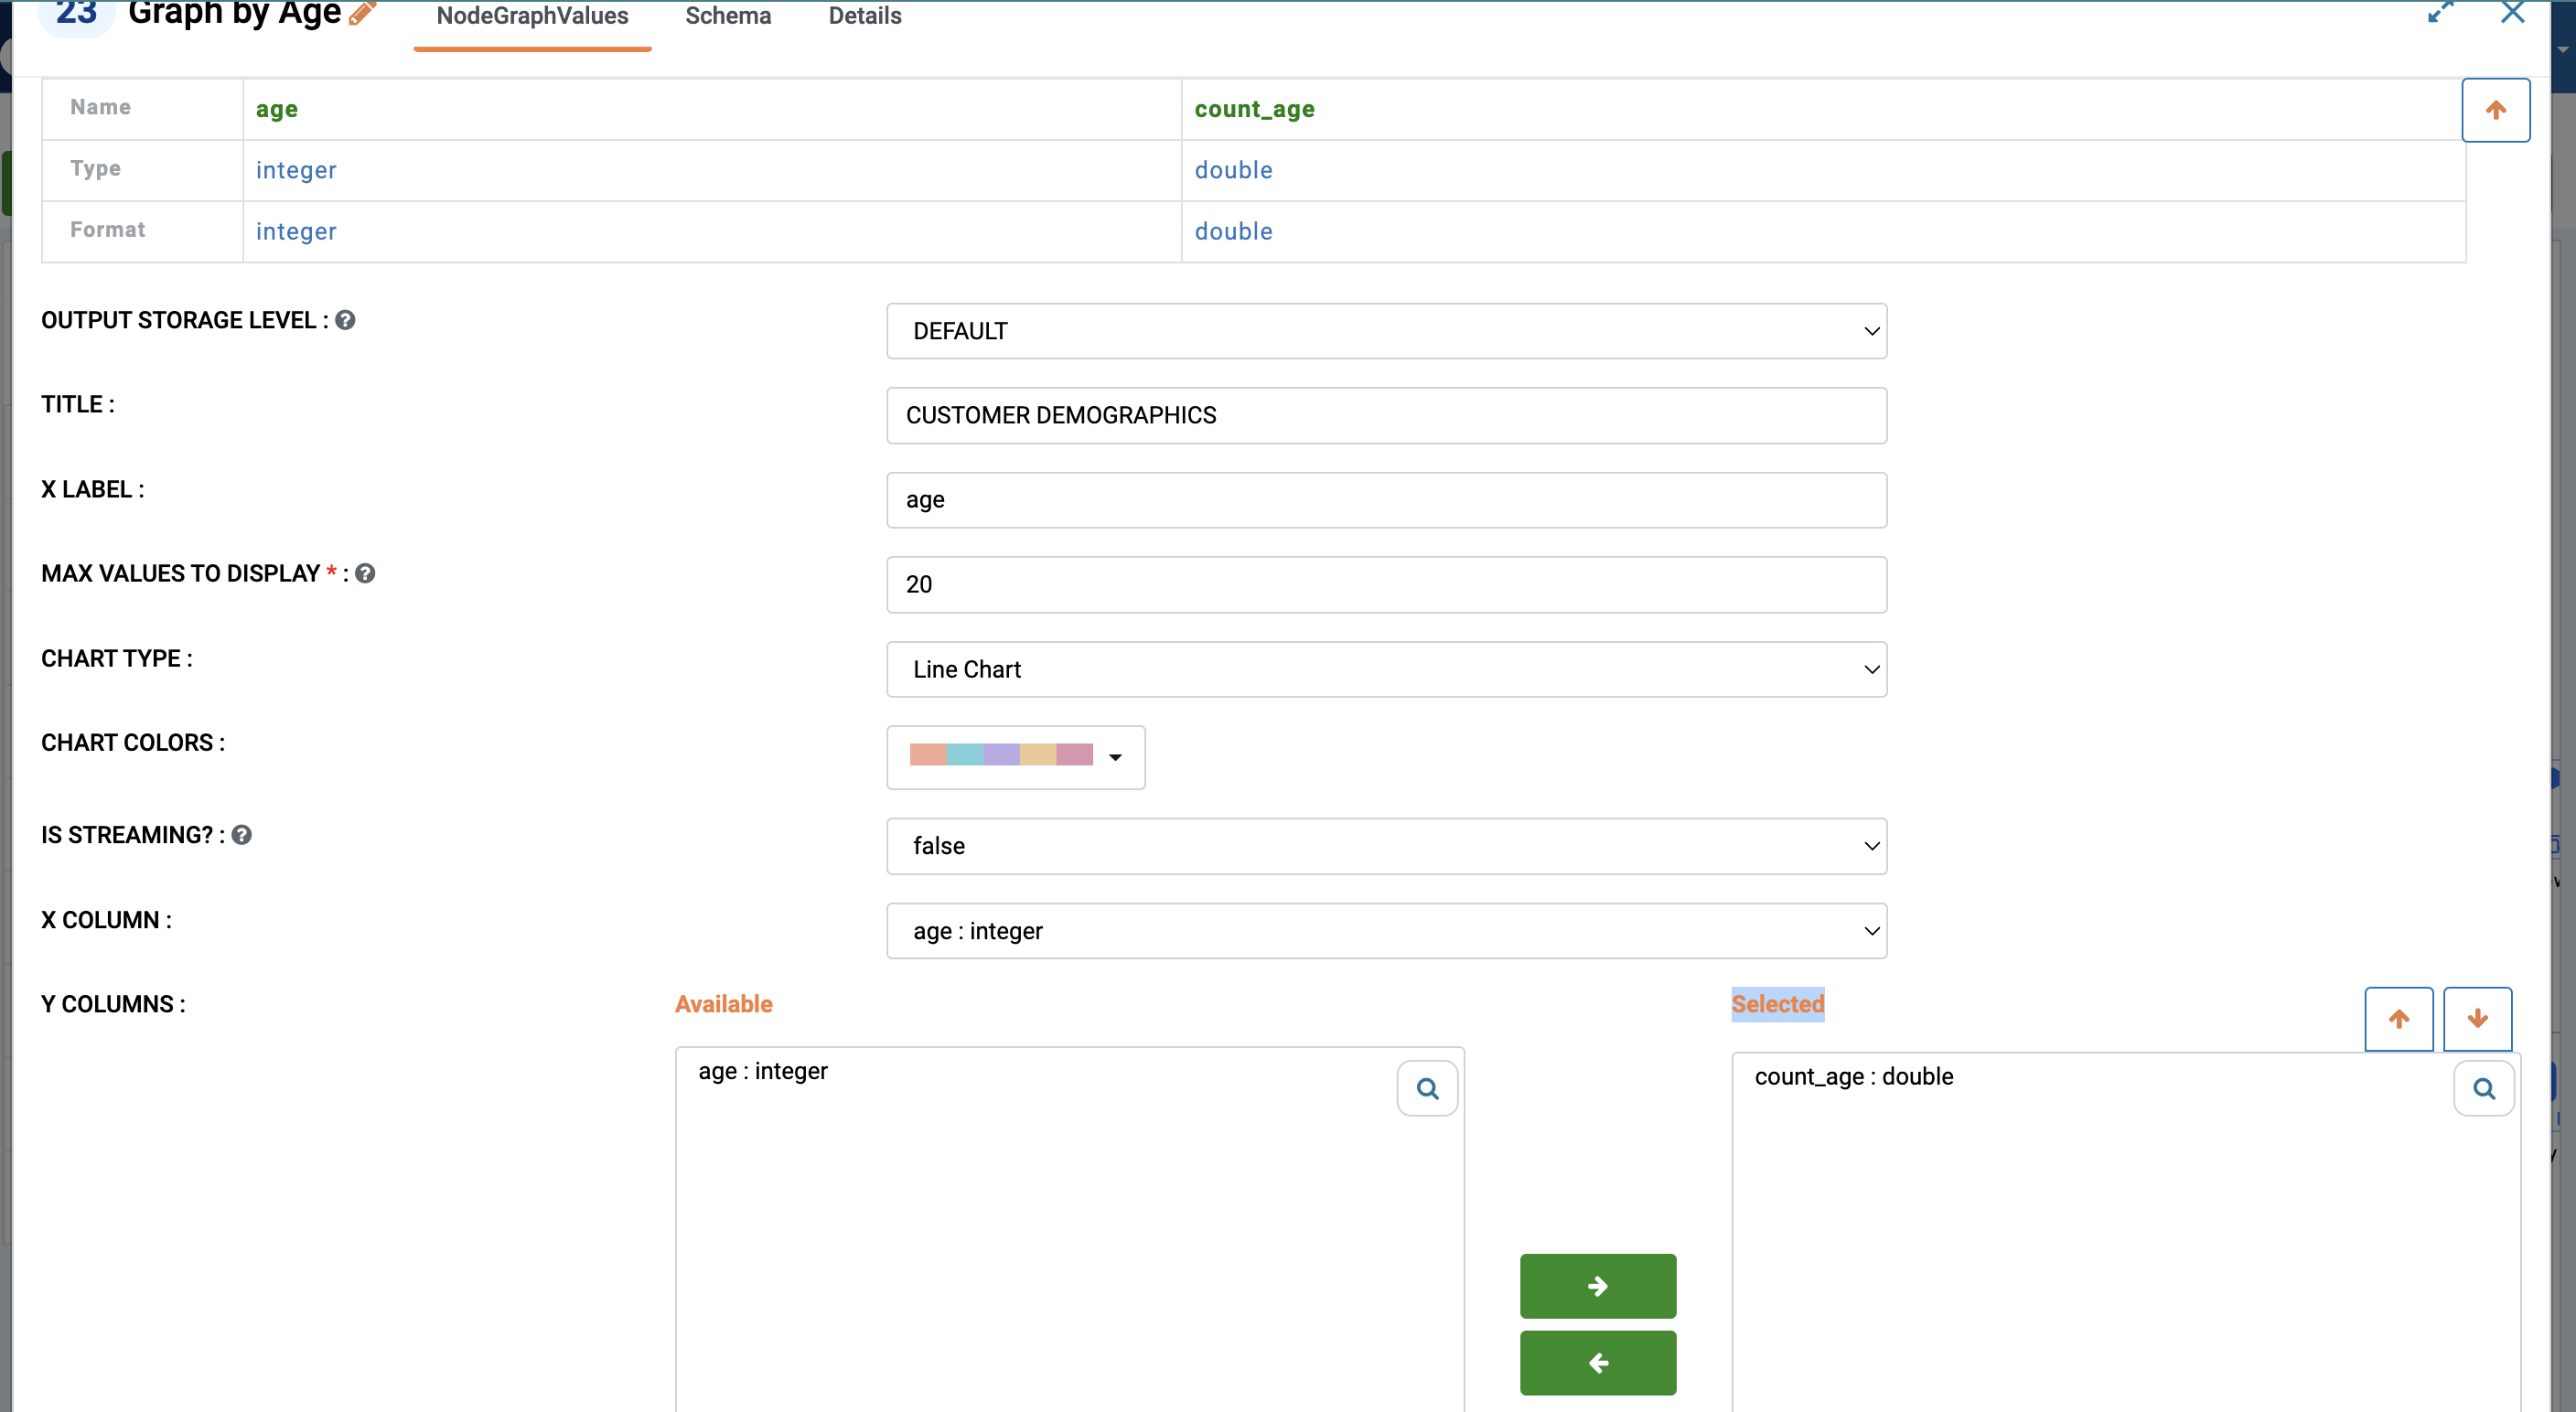 23 Graph by Age NodeGraphValues Schema Details
Name age count_age
Type integer double
Format integer double
OUTPUT STORAGE LEVEL : DEFAULT
TITLE : CUSTOMER DEMOGRAPHICS
X LABEL : age
MAX VALUES TO DISPLAY * : 20
CHART TYPE : Line Chart
CHART COLORS :
IS STREAMING? : false
X COLUMN : age : integer
Y COLUMNS : Available Selected
age : integer count_age : double